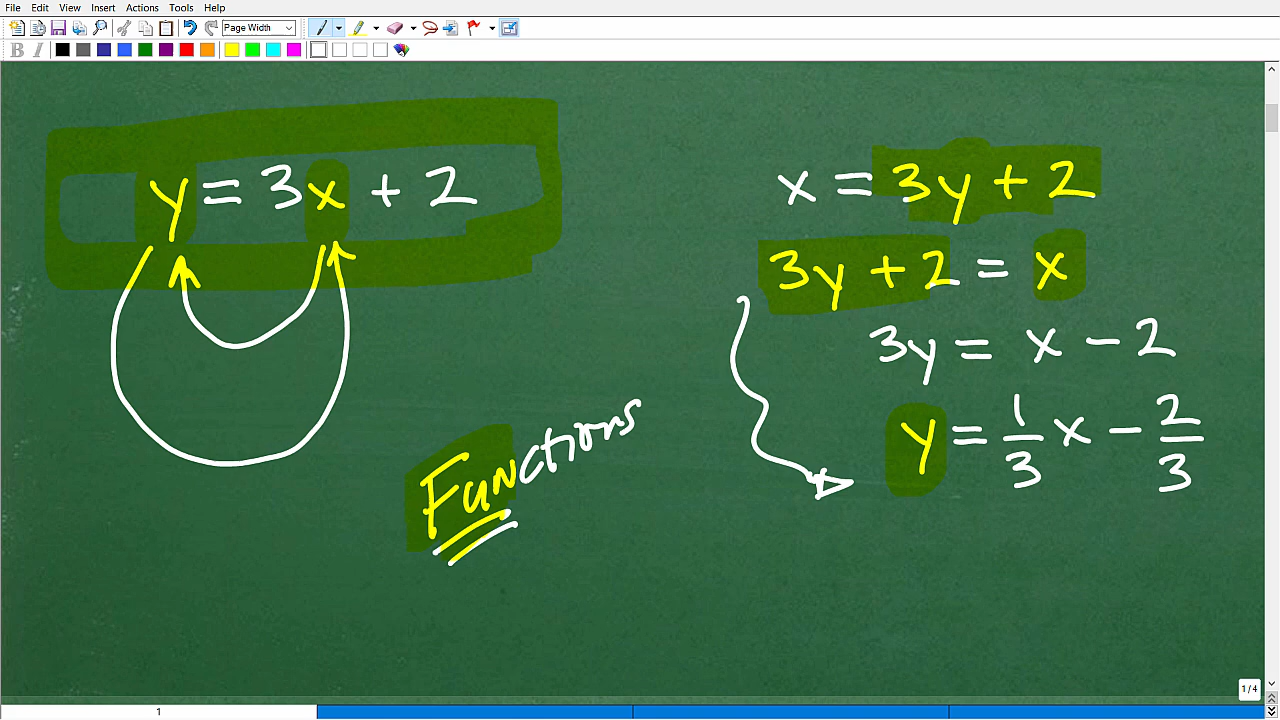 File Edit View Insert Actions Tools Help
Page Width
B I
y = 3x + 2
x = 3y + 2
3y + 2 = x
3y = x - 2
y = 1/3 x - 2/3
Functions
1/4
1